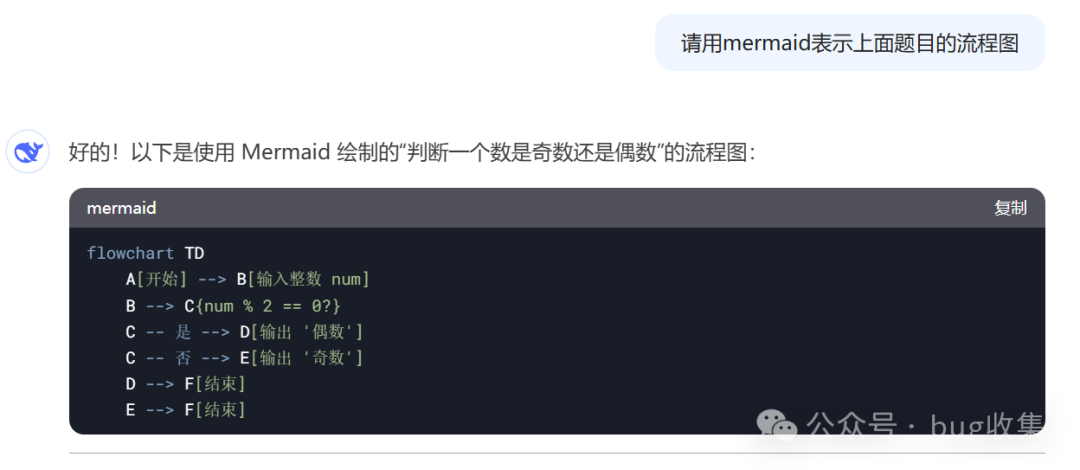 请用mermaid表示上面题目的流程图
好的！以下是使用 Mermaid 绘制的“判断一个数是奇数还是偶数”的流程图：
mermaid 复制
flowchart TD
    A[开始] --> B[输入整数 num]
    B --> C{num % 2 == 0?}
    C -- 是 --> D[输出 '偶数']
    C -- 否 --> E[输出 '奇数']
    D --> F[结束]
    E --> F[结束]
公众号 · bug收集